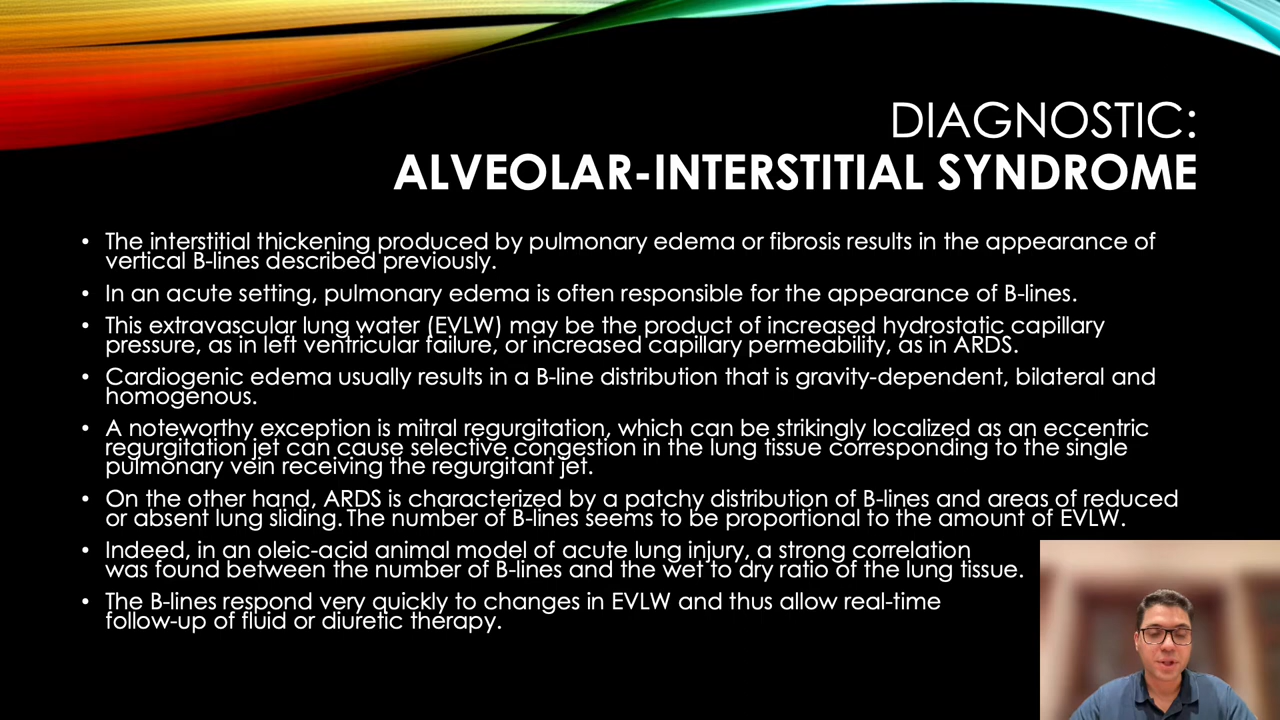 DIAGNOSTIC:
ALVEOLAR-INTERSTITIAL SYNDROME
• The interstitial thickening produced by pulmonary edema or fibrosis results in the appearance of
vertical B-lines described previously.
• In an acute setting, pulmonary edema is often responsible for the appearance of B-lines.
• This extravascular lung water (EVLW) may be the product of increased hydrostatic capillary
pressure, as in left ventricular failure, or increased capillary permeability, as in ARDS.
• Cardiogenic edema usually results in a B-line distribution that is gravity-dependent, bilateral and
homogenous.
• A noteworthy exception is mitral regurgitation, which can be strikingly localized as an eccentric
regurgitation jet can cause selective congestion in the lung tissue corresponding to the single
pulmonary vein receiving the regurgitant jet.
• On the other hand, ARDS is characterized by a patchy distribution of B-lines and areas of reduced
or absent lung sliding. The number of B-lines seems to be proportional to the amount of EVLW.
• Indeed, in an oleic-acid animal model of acute lung injury, a strong correlation
was found between the number of B-lines and the wet to dry ratio of the lung tissue.
• The B-lines respond very quickly to changes in EVLW and thus allow real-time
follow-up of fluid or diuretic therapy.